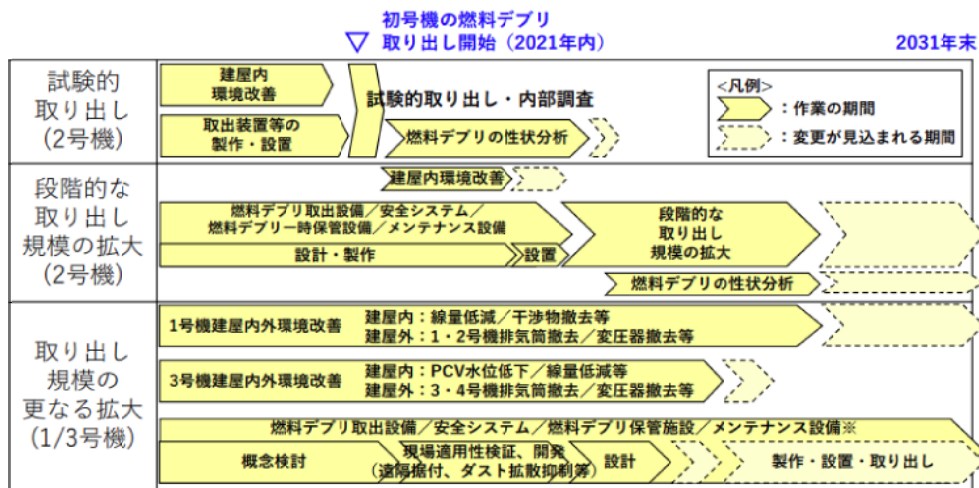 初号機の燃料デブリ
取り出し開始（2021年内）
2031年末
試験的
取り出し
(2号機)
建屋内
環境改善
取出装置等の
製作・設置
試験的取り出し・内部調査
燃料デブリの性状分析
<凡例>
：作業の期間
：変更が見込まれる期間
段階的な
取り出し
規模の拡大
(2号機)
建屋内環境改善
燃料デブリ取出設備／安全システム／
燃料デブリ一時保管設備／メンテナンス設備
設計・製作
設置
段階的な
取り出し
規模の拡大
燃料デブリの性状分析
取り出し
規模の
更なる拡大
(1/3号機)
1号機建屋内外環境改善
建屋内：線量低減／干渉物撤去等
建屋外：1・2号機排気筒撤去／変圧器撤去等
3号機建屋内外環境改善
建屋内：PCV水位低下／線量低減等
建屋外：3・4号機排気筒撤去／変圧器撤去等
燃料デブリ取出設備／安全システム／燃料デブリ保管施設／メンテナンス設備※
概念検討
現場適用性検証、開発
（遠隔据付、ダスト拡散抑制等）
設計
製作・設置・取り出し